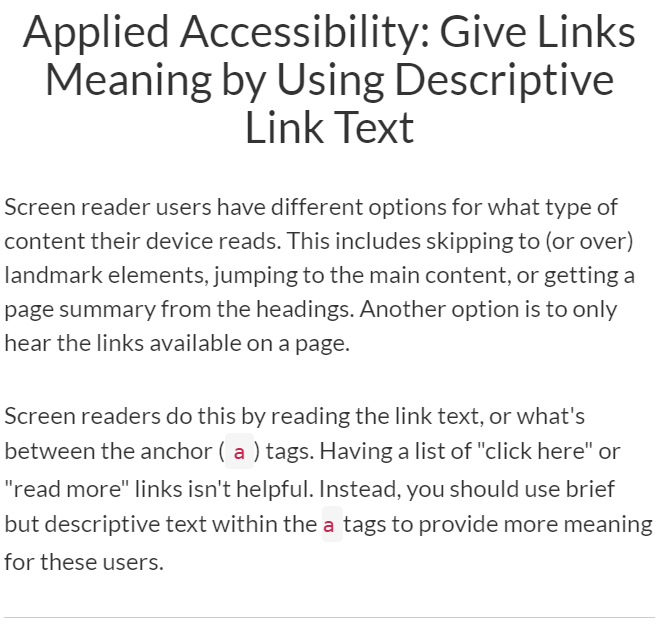 Applied Accessibility: Give Links
Meaning by Using Descriptive
Link Text
Screen reader users have different options for what type of
content their device reads. This includes skipping to (or over)
landmark elements, jumping to the main content, or getting a
page summary from the headings. Another option is to only
hear the links available on a page.
Screen readers do this by reading the link text, or what's
between the anchor ( a ) tags. Having a list of "click here" or
"read more" links isn't helpful. Instead, you should use brief
but descriptive text within the a tags to provide more meaning
for these users.